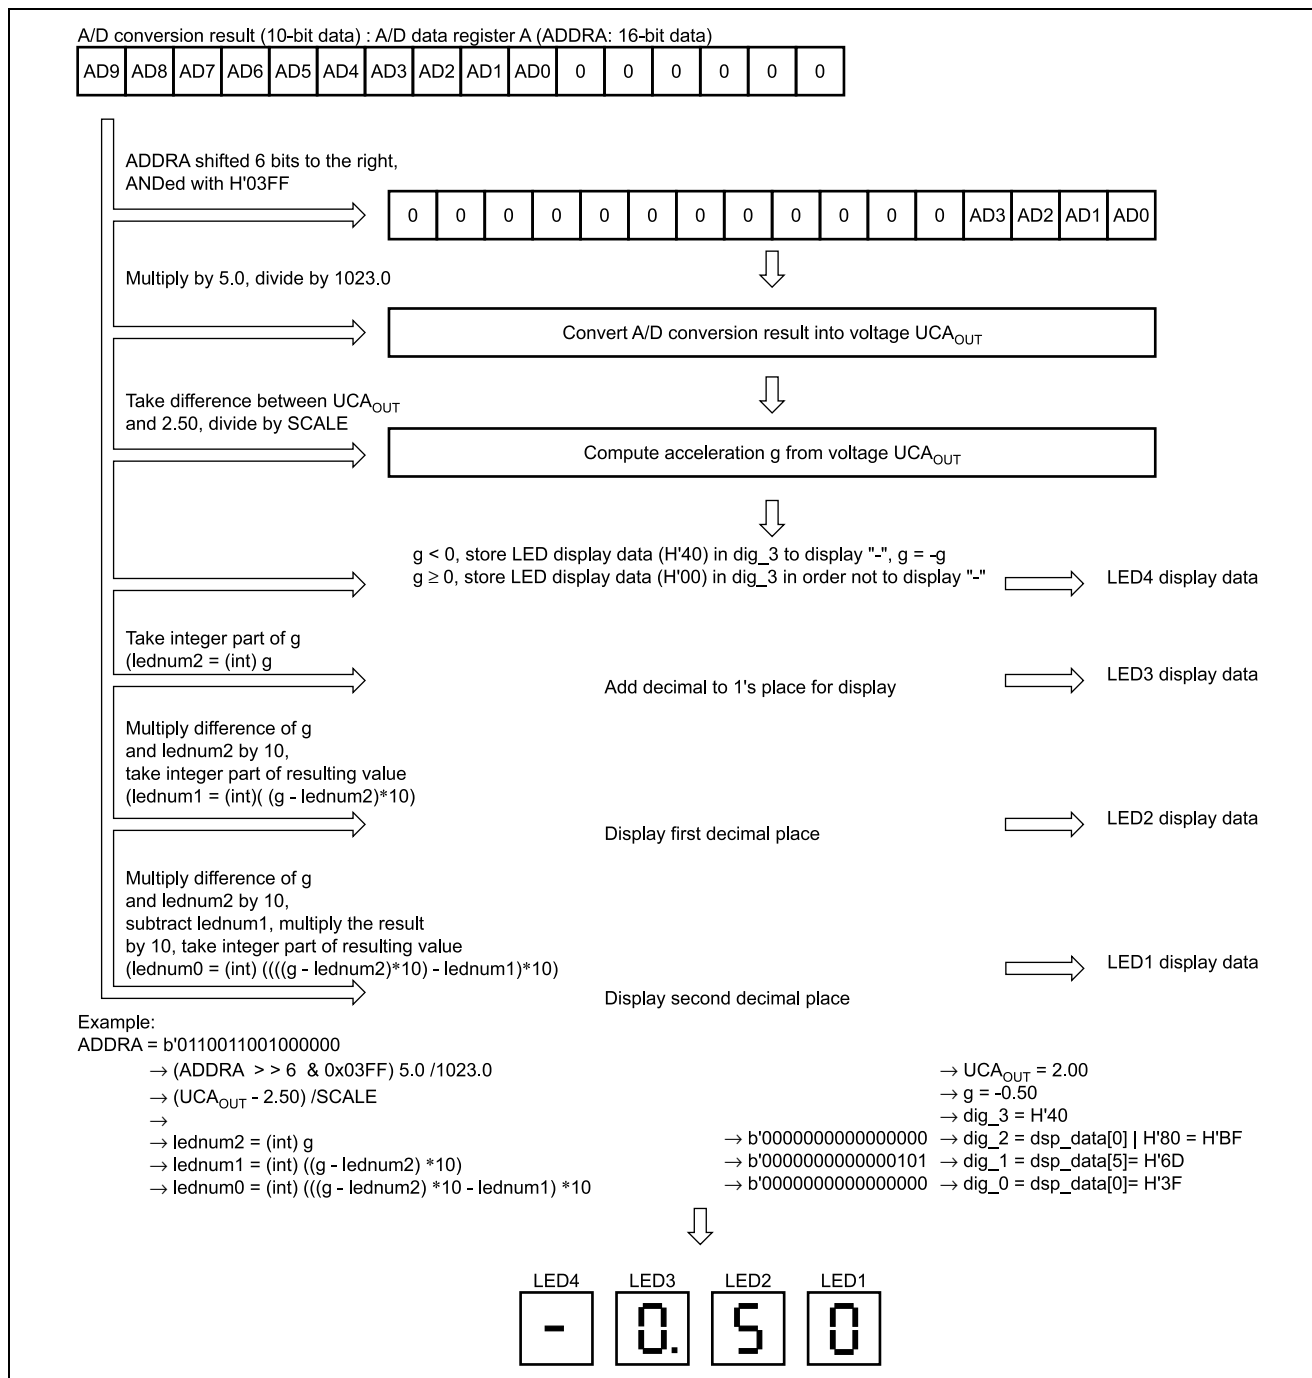 A/D conversion result (10-bit data) : A/D data register A (ADDRA: 16-bit data)
AD9 AD8 AD7 AD6 AD5 AD4 AD3 AD2 AD1 AD0 0 0 0 0 0 0
ADDRA shifted 6 bits to the right,
ANDed with H'03FF
0 0 0 0 0 0 0 0 0 0 0 0 AD3 AD2 AD1 AD0
Multiply by 5.0, divide by 1023.0
Convert A/D conversion result into voltage UCAOUT
Take difference between UCAOUT
and 2.50, divide by SCALE
Compute acceleration g from voltage UCAOUT
g < 0, store LED display data (H'40) in dig_3 to display "-", g = -g
g ≥ 0, store LED display data (H'00) in dig_3 in order not to display "-"
LED4 display data
Take integer part of g
(lednum2 = (int) g
Add decimal to 1's place for display
LED3 display data
Multiply difference of g
and lednum2 by 10,
take integer part of resulting value
(lednum1 = (int)( (g - lednum2)*10)
Display first decimal place
LED2 display data
Multiply difference of g
and lednum2 by 10,
subtract lednum1, multiply the result
by 10, take integer part of resulting value
(lednum0 = (int) ((((g - lednum2)*10) - lednum1)*10)
Display second decimal place
LED1 display data
Example:
ADDRA = b'0110011001000000
→ (ADDRA > > 6 & 0x03FF) 5.0 /1023.0 → UCAOUT = 2.00
→ (UCAOUT - 2.50) /SCALE → g = -0.50
→ → dig_3 = H'40
→ lednum2 = (int) g → b'0000000000000000 → dig_2 = dsp_data[0] | H'80 = H'BF
→ lednum1 = (int) ((g - lednum2) *10) → b'0000000000000101 → dig_1 = dsp_data[5]= H'6D
→ lednum0 = (int) (((g - lednum2) *10 - lednum1) *10 → b'0000000000000000 → dig_0 = dsp_data[0]= H'3F
LED4 LED3 LED2 LED1
- 0. 5 0